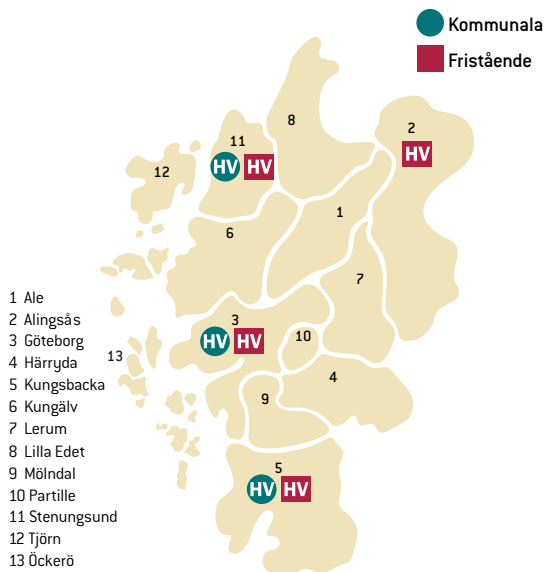 Kommunala
Fristående
8
2
HV
11
HV HV
12
1
6
7
3
HV HV
10
13
4
9
5
HV HV
1 Ale
2 Alingsås
3 Göteborg
4 Härryda
5 Kungsbacka
6 Kungälv
7 Lerum
8 Lilla Edet
9 Mölndal
10 Partille
11 Stenungsund
12 Tjörn
13 Öckerö